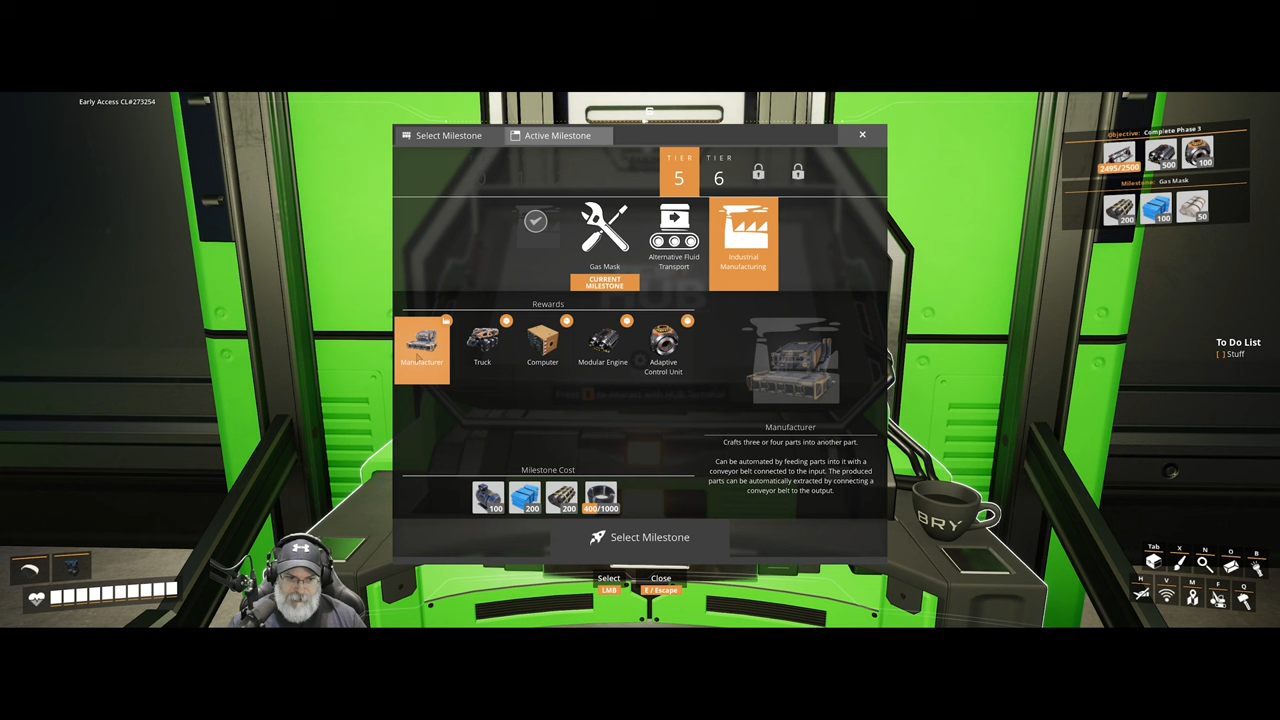 Early Access CL#273254
Select Milestone
Active Milestone
TIER
5
TIER
6
Gas Mask
CURRENT
MILESTONE
Alternative Fluid
Transport
Industrial
Manufacturing
Rewards
Manufacturer
Truck
Computer
Modular Engine
Adaptive
Control Unit
Manufacturer
Crafts three or four parts into another part.
Can be automated by feeding parts into it with a
conveyor belt connected to the input. The produced
parts can be automatically extracted by connecting a
conveyor belt to the output.
Milestone Cost
100
200
200
400/1000
Select Milestone
Select
Close
LMB
E / Escape
Objective: Complete Phase 3
2495/2500
500
100
Milestone: Gas Mask
200
100
50
To Do List
[ ] Stuff
BRY
Tab
X
N
O
B
H
V
M
F
Q